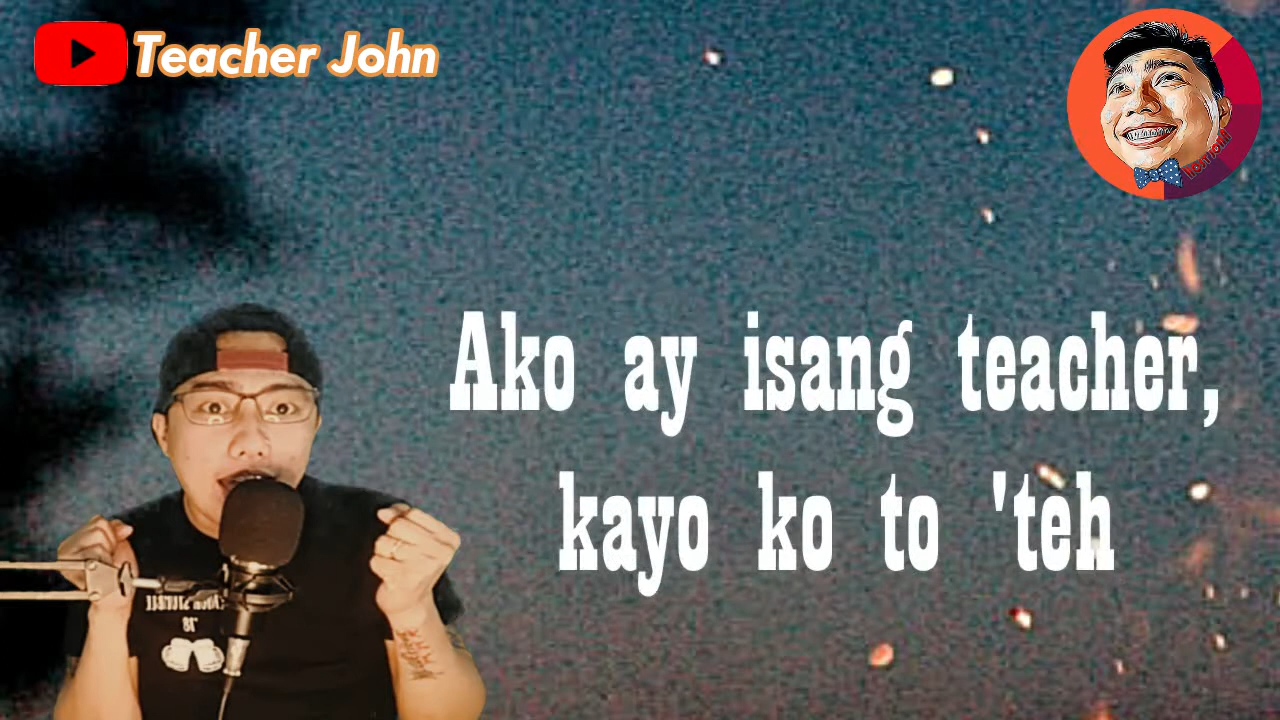 Teacher John
Ako ay isang teacher,
kayo ko to 'teh